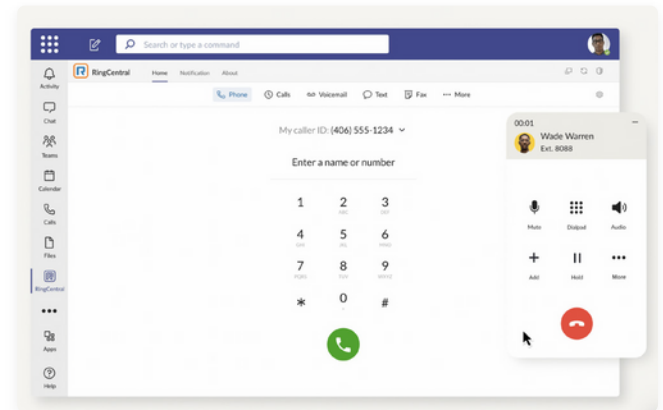 Search or type a command
Activity
Chat
Teams
Calendar
Calls
Files
RingCentral
Apps
Help
RingCentral Home Notification About
Phone Calls Voicemail Text Fax More
My caller ID: (406) 555-1234
Enter a name or number
1 2 3
ABC DEF
4 5 6
GHI JKL MNO
7 8 9
PQRS TUV WXYZ
* 0 #
00:01
Wade Warren
Ext. 8088
Mute Dialpad Audio
Add Hold More